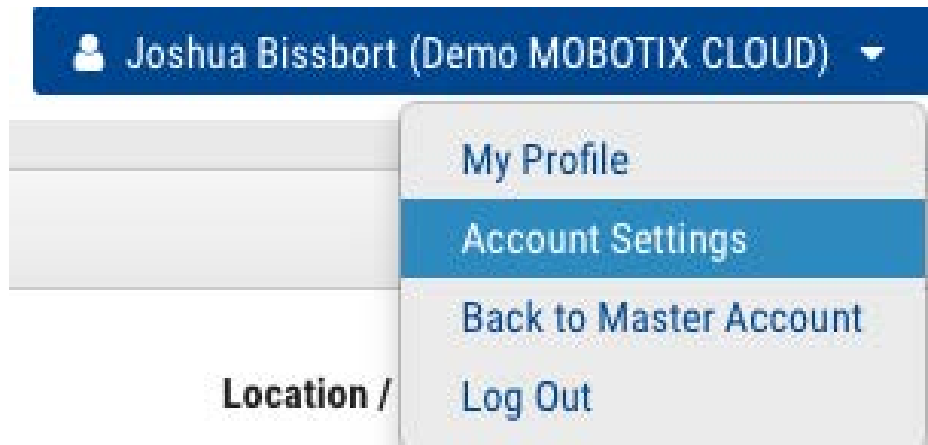 Joshua Bissbort (Demo MOBOTIX CLOUD)
My Profile
Account Settings
Back to Master Account
Location /
Log Out